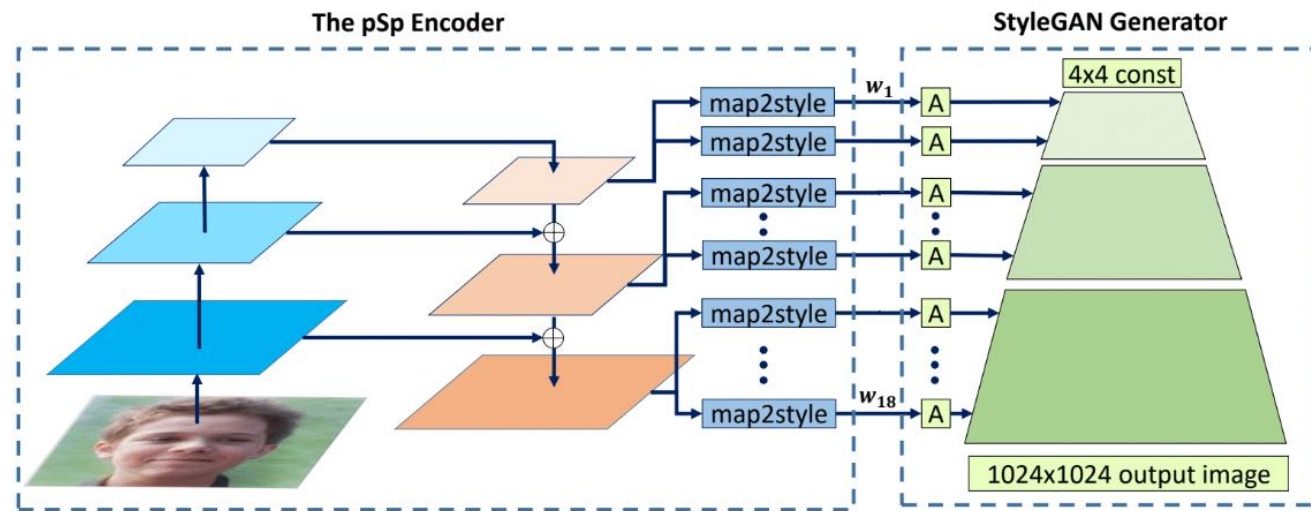 The pSp Encoder
StyleGAN Generator
4x4 const
map2style
w₁
A
map2style
A
map2style
A
map2style
A
map2style
A
map2style
w₁₈
A
1024x1024 output image